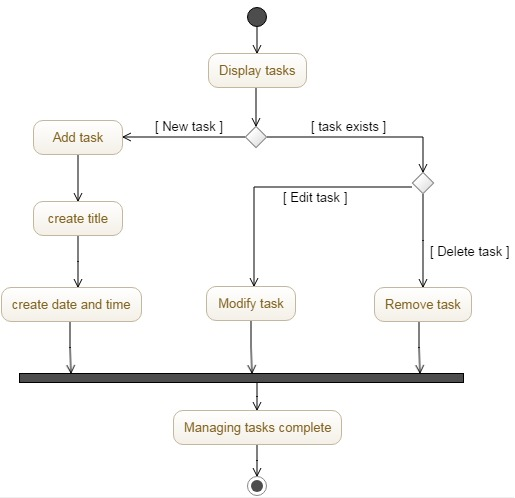 Display tasks
[ New task ]
[ task exists ]
Add task
[ Edit task ]
create title
[ Delete task ]
create date and time
Modify task
Remove task
Managing tasks complete